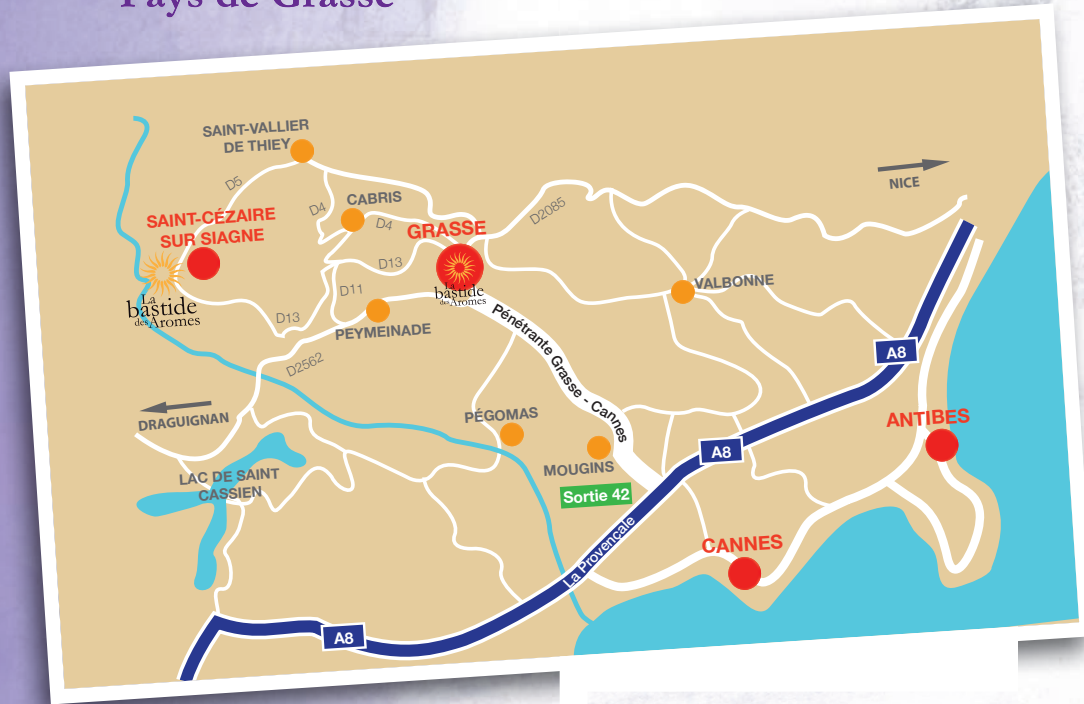 Pays de Grasse
SAINT-VALLIER
DE THIEY
D5
D4
CABRIS
D4
D2085
NICE
SAINT-CÉZAIRE
SUR SIAGNE
GRASSE
La
bastide
des Aromes
La
bastide
des Aromes
D13
D11
VALBONNE
D13
PEYMEINADE
Pénétrante Grasse - Cannes
D2562
A8
DRAGUIGNAN
PÉGOMAS
ANTIBES
A8
MOUGINS
LAC DE SAINT
CASSIEN
Sortie 42
La Provençale
CANNES
A8